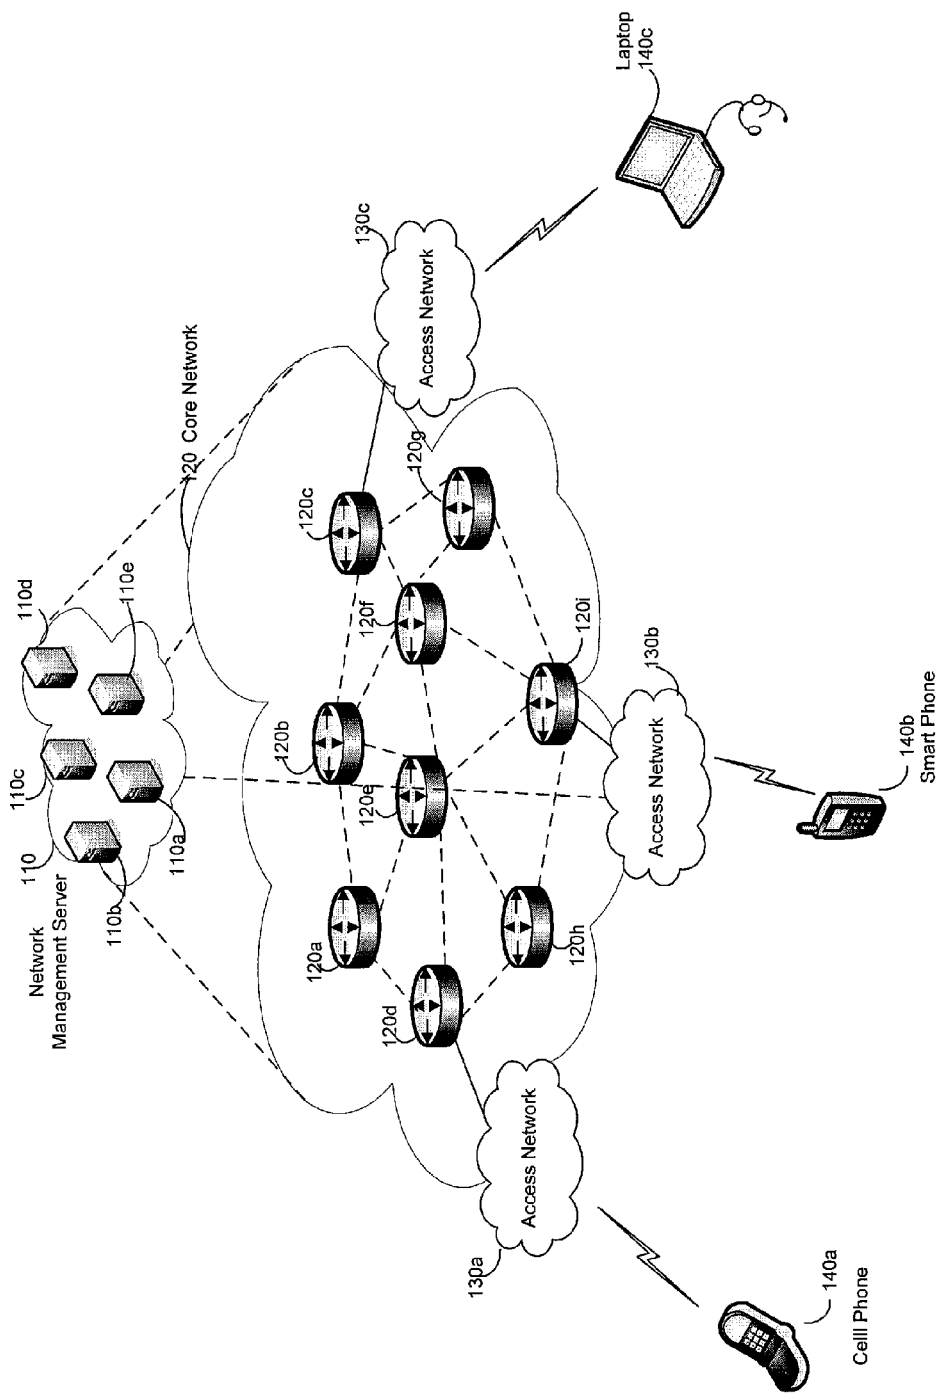 Network
Management Server
110
110b
110a
110c
110d
110e
120 Core Network
120a
120b
120c
120d
120e
120f
120g
120h
120i
130a
Access Network
130b
Access Network
130c
Access Network
140a
Celll Phone
140b
Smart Phone
Laptop
140c